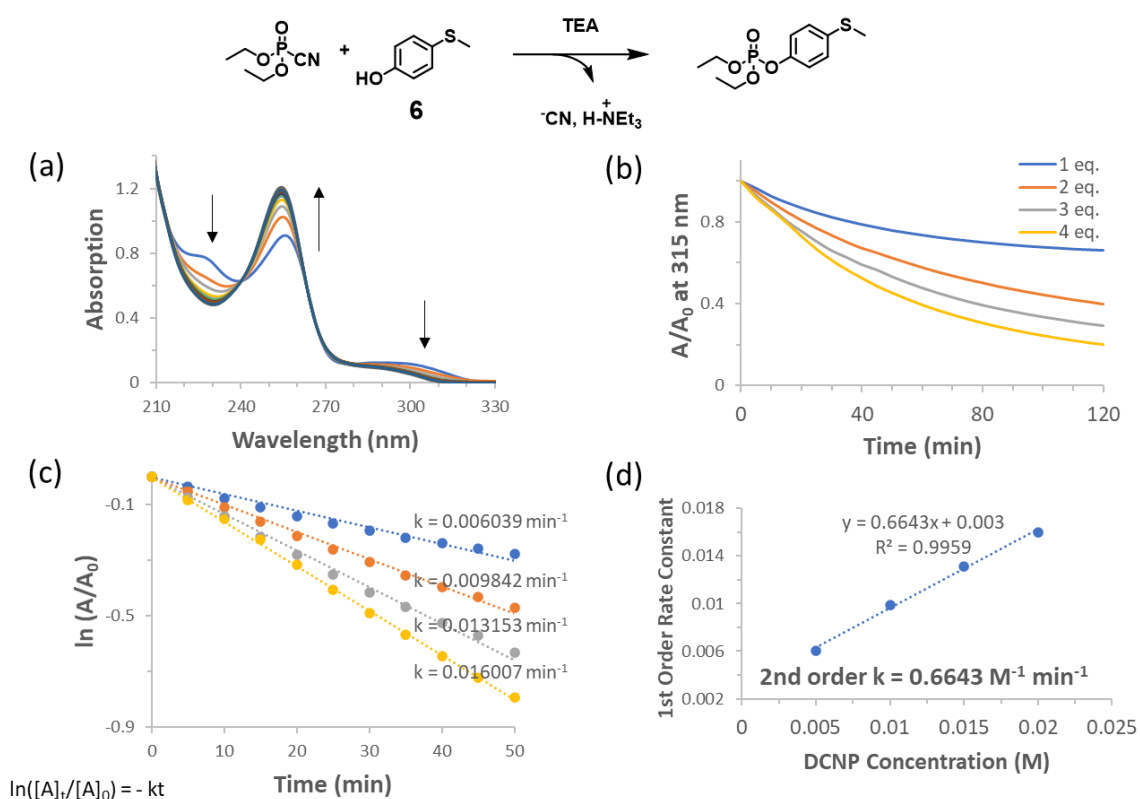 O
P
O
O
CN
+
HO
S
6
TEA
⁻CN, H-NEt₃
+
O
P
O
O
O
S
(a)
Absorption
1.2
0.8
0.4
0
210 240 270 300 330
Wavelength (nm)
(b)
A/A₀ at 315 nm
0.8
0.4
0
0 40 80 120
Time (min)
1 eq.
2 eq.
3 eq.
4 eq.
(c)
ln (A/A₀)
-0.1
-0.5
-0.9
k = 0.006039 min⁻¹
k = 0.009842 min⁻¹
k = 0.013153 min⁻¹
k = 0.016007 min⁻¹
0 10 20 30 40 50
Time (min)
ln([A]ₜ/[A]₀) = - kt
(d)
1st Order Rate Constant
0.018
0.014
0.01
0.006
0.002
y = 0.6643x + 0.003
R² = 0.9959
2nd order k = 0.6643 M⁻¹ min⁻¹
0 0.005 0.01 0.015 0.02 0.025
DCNP Concentration (M)